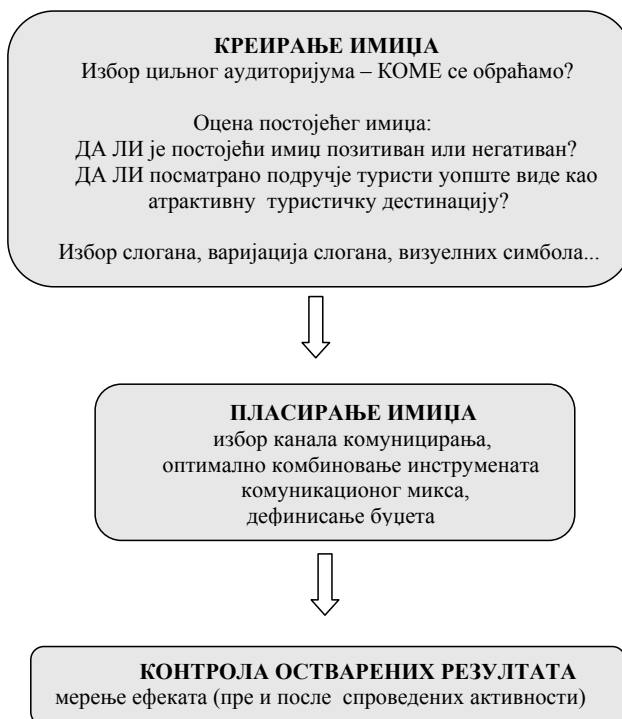 КРЕИРАЊЕ ИМИЏА
Избор циљног аудиторијума – КОМЕ се обраћамо?
Оцена постојећег имиџа:
ДА ЛИ је постојећи имиџ позитиван или негативан?
ДА ЛИ посматрано подручје туристи уопште виде као
атрактивну туристичку дестинацију?
Избор слогана, варијација слогана, визуелних симбола...
ПЛАСИРАЊЕ ИМИЏА
избор канала комуницирања,
оптимално комбиновање инструмената
комуникационог микса,
дефинисање буџета
КОНТРОЛА ОСТВАРЕНИХ РЕЗУЛТАТА
мерење ефеката (пре и после спроведених активности)